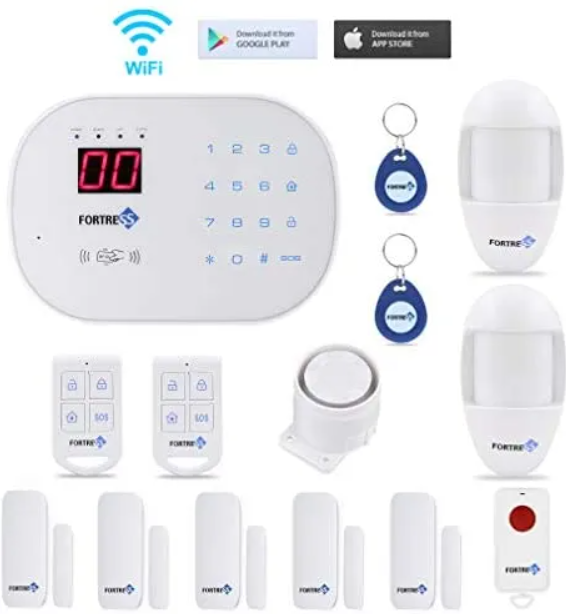 WiFi
Download it from
GOOGLE PLAY
Download it from
APP STORE
00
1 2 3
4 5 6
7 8 9
* 0 # SOS
FORTRESS
FORTRESS
FORTRESS
FORTRESS
FORTRESS
SOS
FORTRESS
SOS
FORTRESS
FORTRESS
FORTRESS
FORTRESS
FORTRESS
FORTRESS
FORTRESS